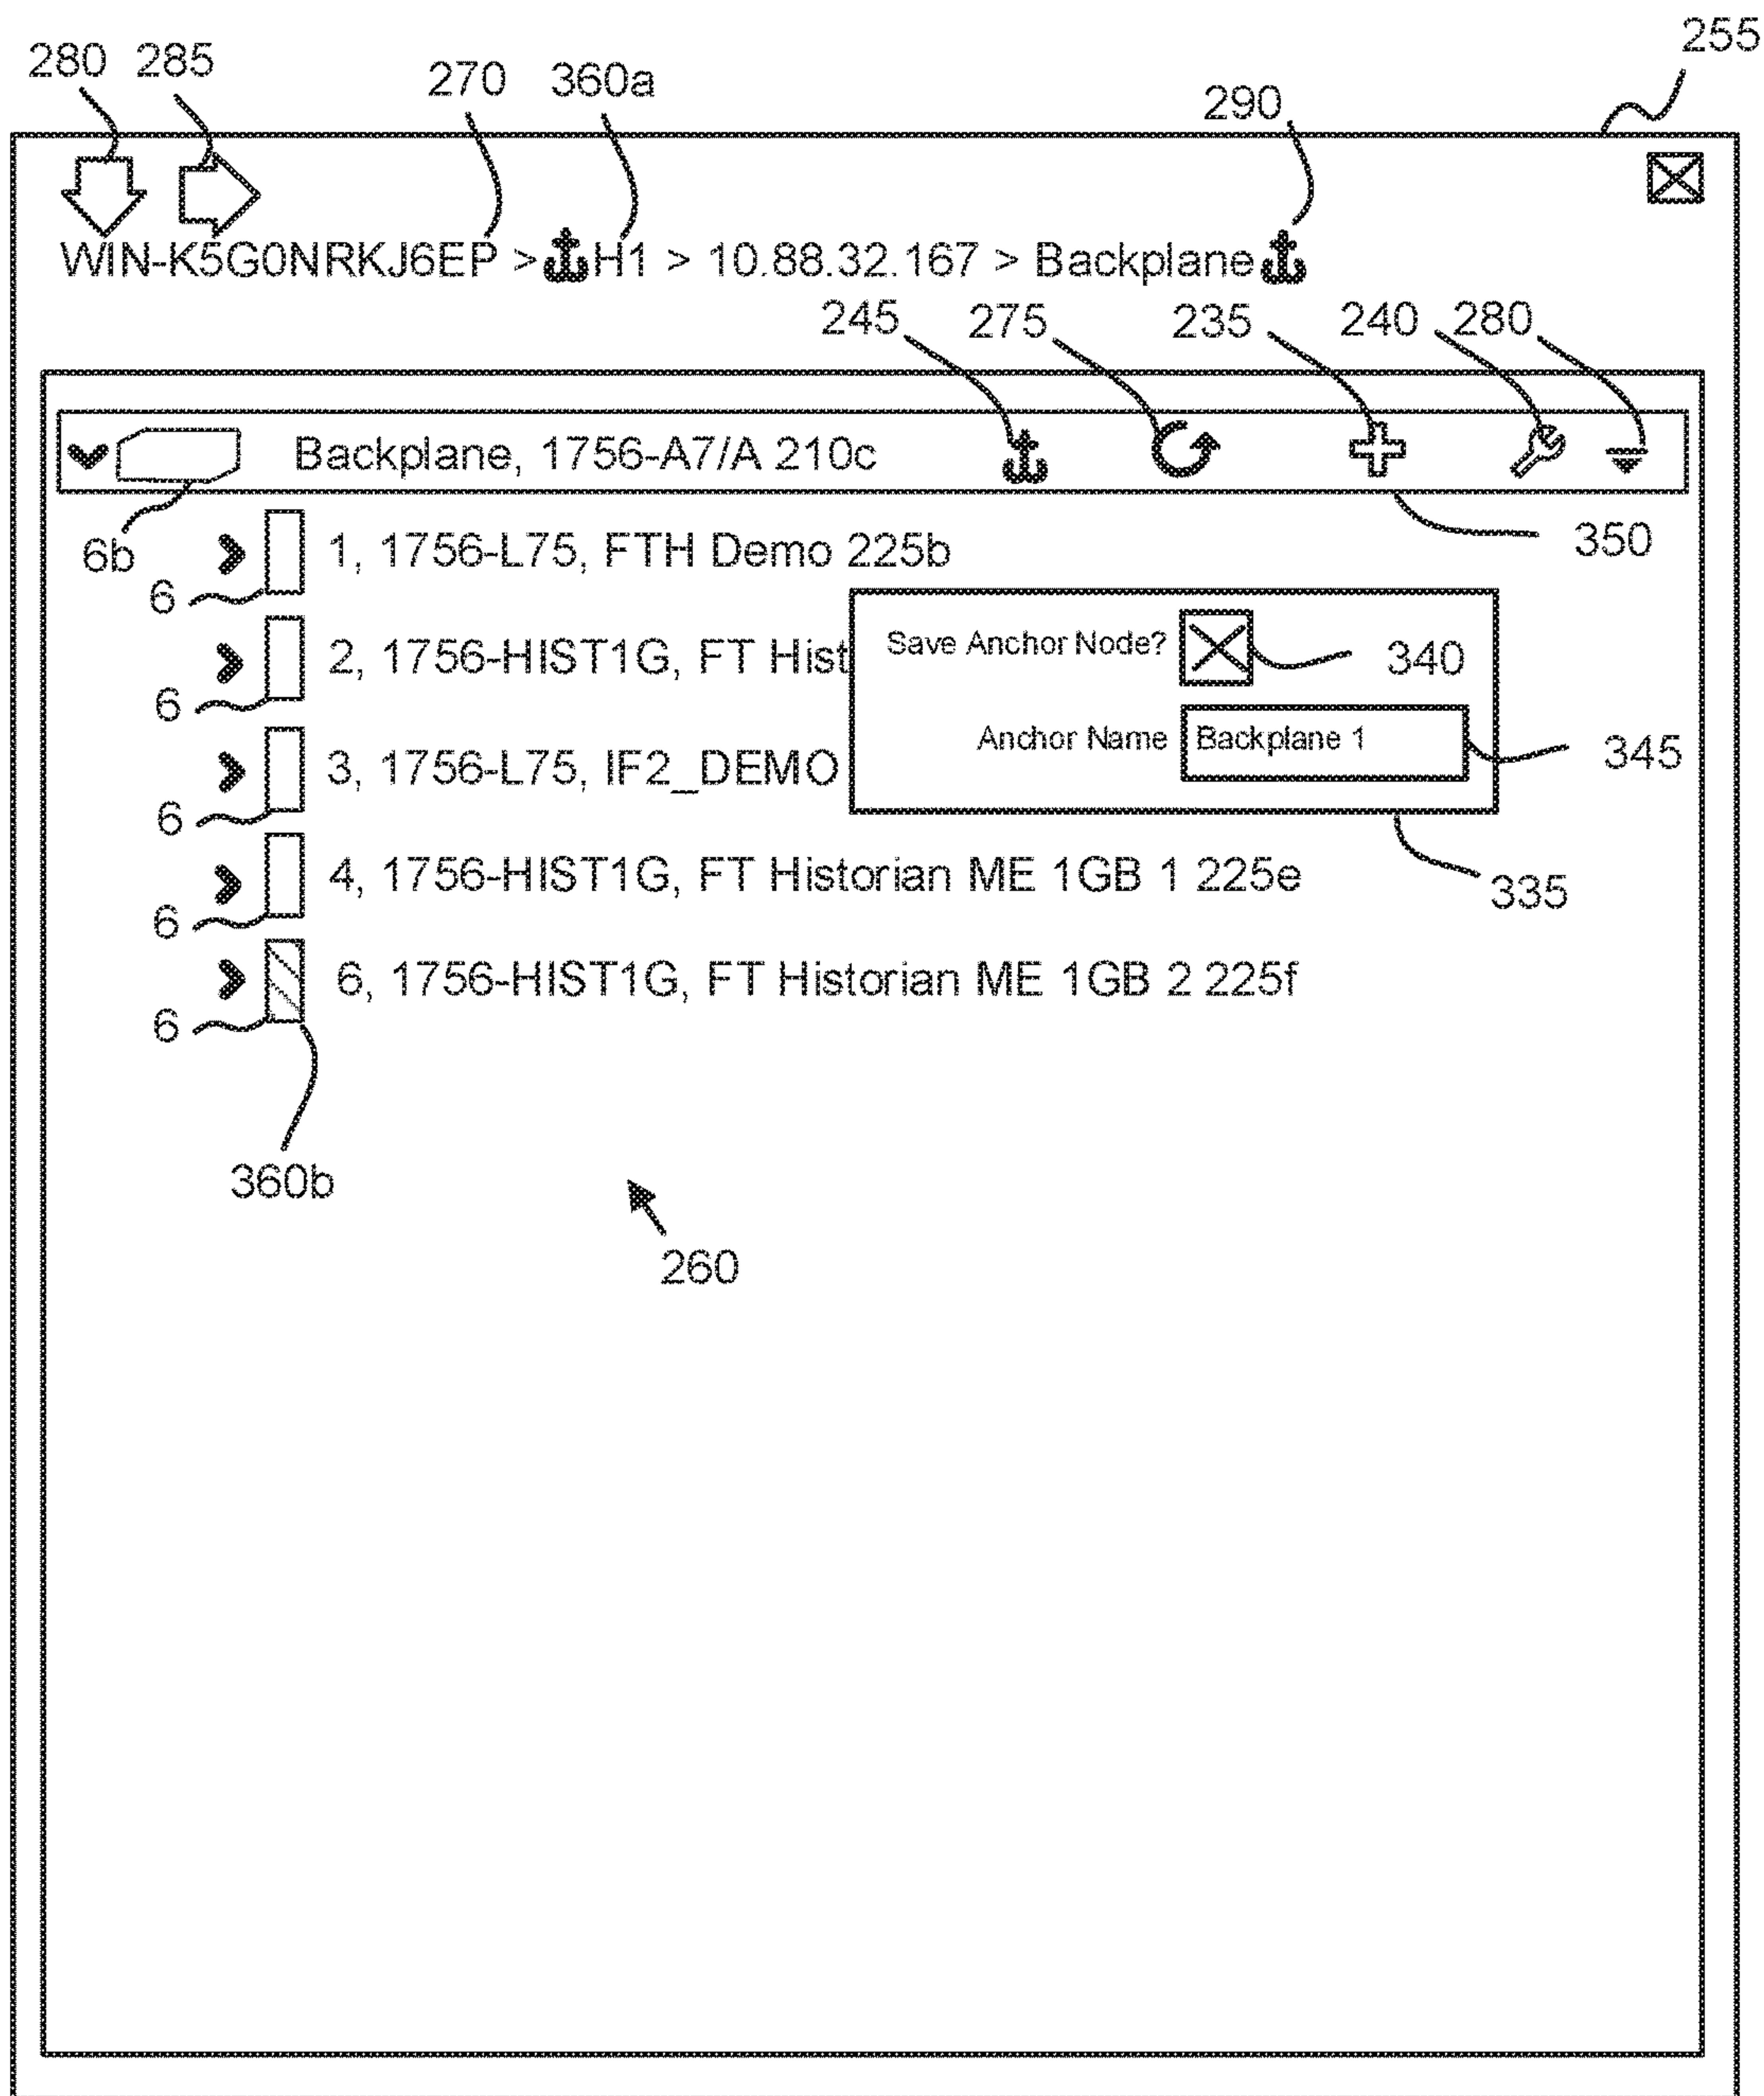 255
280 285 270 360a 290
WIN-K5G0NRKJ6EP > H1 > 10.88.32.167 > Backplane
245 275 235 240 280
Backplane, 1756-A7/A 210c
6b 350
1, 1756-L75, FTH Demo 225b
6
Save Anchor Node? 340
2, 1756-HIST1G, FT Hist
6
Anchor Name Backplane 1 345
3, 1756-L75, IF2_DEMO
6
4, 1756-HIST1G, FT Historian ME 1GB 1 225e
335
6
6, 1756-HIST1G, FT Historian ME 1GB 2 225f
6
360b
260